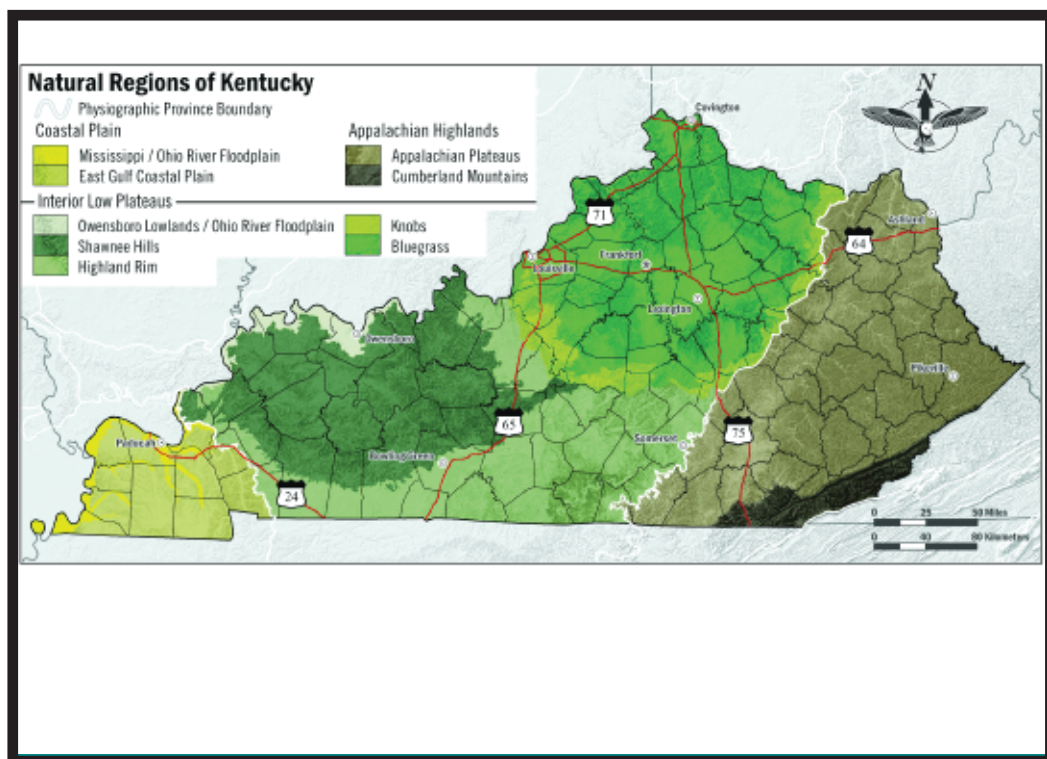 Natural Regions of Kentucky
Physiographic Province Boundary
Coastal Plain
Mississippi / Ohio River Floodplain
East Gulf Coastal Plain
Appalachian Highlands
Appalachian Plateaus
Cumberland Mountains
Interior Low Plateaus
Owensboro Lowlands / Ohio River Floodplain
Shawnee Hills
Highland Rim
Knobs
Bluegrass
N
Covington
71
Ashland
64
Louisville
Frankfort
Lexington
Owensboro
Elksville
65
Somerset
75
Paducah
BowlingGreen
24
0 25 50 Miles
0 40 80 Kilometers